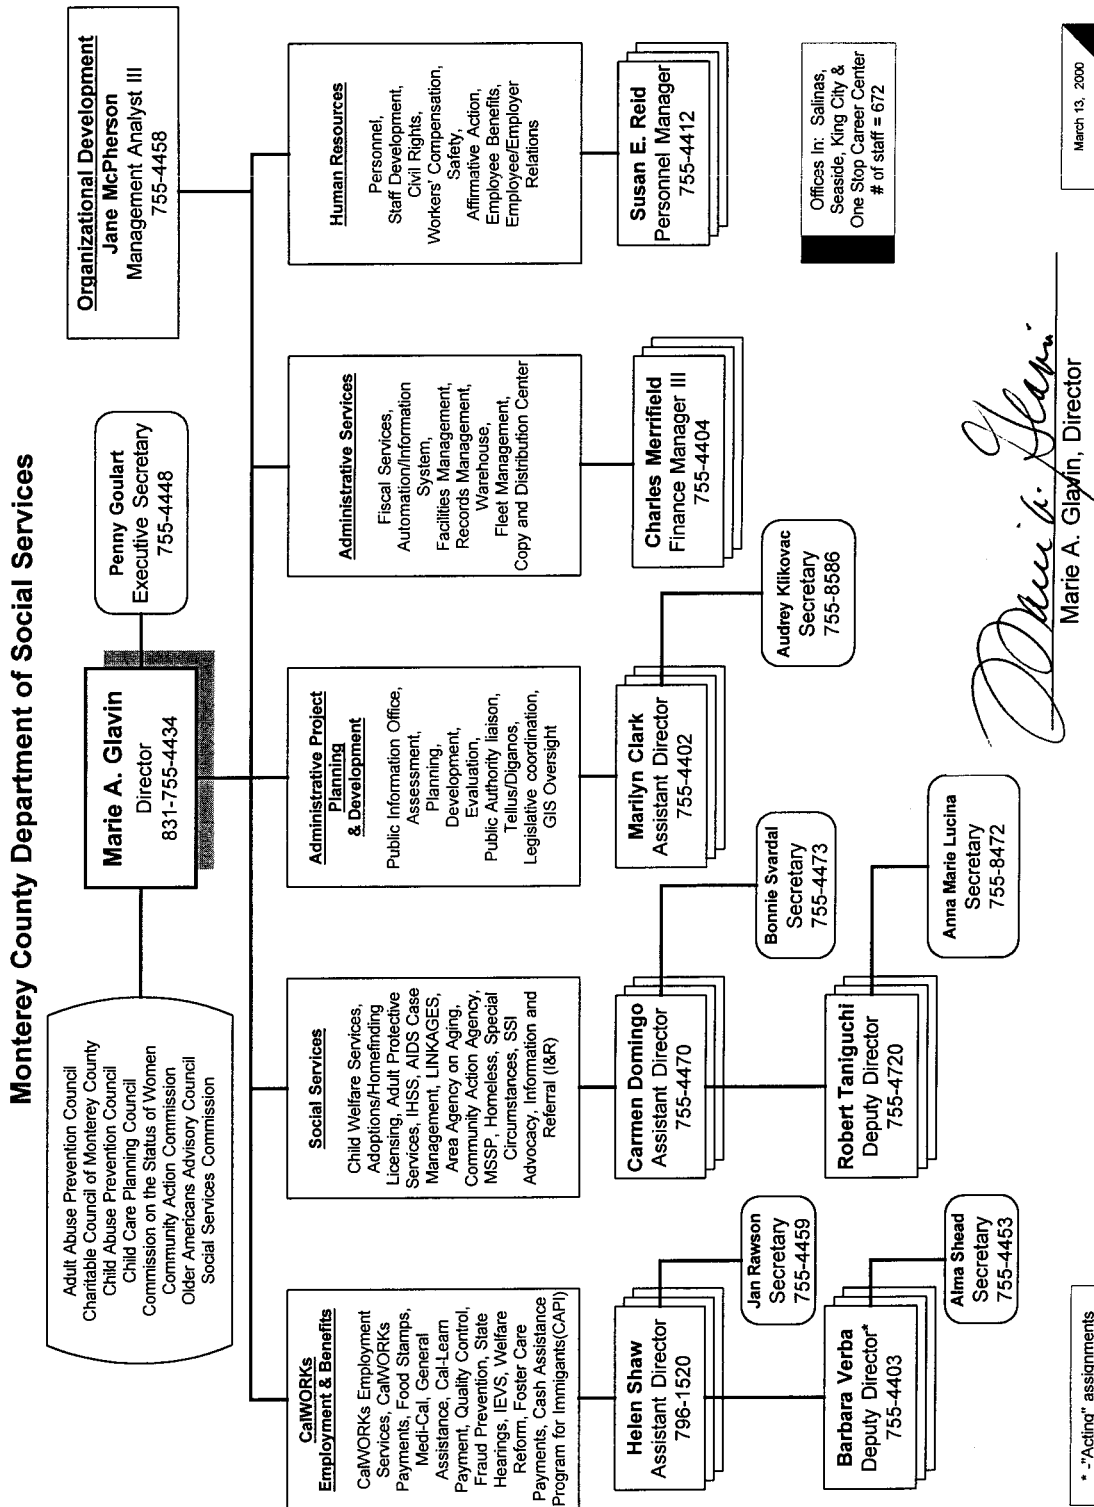 Monterey County Department of Social Services
Adult Abuse Prevention Council
Charitable Council of Monterey County
Child Abuse Prevention Council
Child Care Planning Council
Commission on the Status of Women
Community Action Commission
Older Americans Advisory Council
Social Services Commission
Marie A. Glavin
Director
831-755-4434
Penny Goulart
Executive Secretary
755-4448
Organizational Development
Jane McPherson
Management Analyst III
755-4458
CalWORKs
Employment & Benefits
CalWORKs Employment
Services, CalWORKs
Payments, Food Stamps,
Medi-Cal, General
Assistance, Cal-Learn
Payment, Quality Control,
Fraud Prevention, State
Hearings, IEVS, Welfare
Reform, Foster Care
Payments, Cash Assistance
Program for Immigants(CAPI)
Helen Shaw
Assistant Director
796-1520
Jan Rawson
Secretary
755-4459
Barbara Verba
Deputy Director*
755-4403
Alma Shead
Secretary
755-4453
Social Services
Child Welfare Services,
Adoptions/Homefinding
Licensing, Adult Protective
Services, IHSS, AIDS Case
Management, LINKAGES,
Area Agency on Aging,
Community Action Agency,
MSSP, Homeless, Special
Circumstances, SSI
Advocacy, Information and
Referral (I&R)
Carmen Domingo
Assistant Director
755-4470
Bonnie Svardal
Secretary
755-4473
Robert Taniguchi
Deputy Director
755-4720
Anna Marie Lucina
Secretary
755-8472
Administrative Project
Planning
& Development
Public Information Office,
Assessment,
Planning,
Development,
Evaluation,
Public Authority liaison,
Tellus/Diganos,
Legislative coordination,
GIS Oversight
Marilyn Clark
Assistant Director
755-4402
Audrey Klikovac
Secretary
755-8586
Administrative Services
Fiscal Services,
Automation/Information
System,
Facilities Management,
Records Management,
Warehouse,
Fleet Management,
Copy and Distribution Center
Charles Merrifield
Finance Manager III
755-4404
Human Resources
Personnel,
Staff Development,
Civil Rights,
Workers' Compensation,
Safety,
Affirmative Action,
Employee Benefits,
Employee/Employer
Relations
Susan E. Reid
Personnel Manager
755-4412
Offices In: Salinas,
Seaside, King City &
One Stop Career Center
# of staff = 672
* -"Acting" assignments
Marie A. Glavin
Marie A. Glavin, Director
March 13, 2000